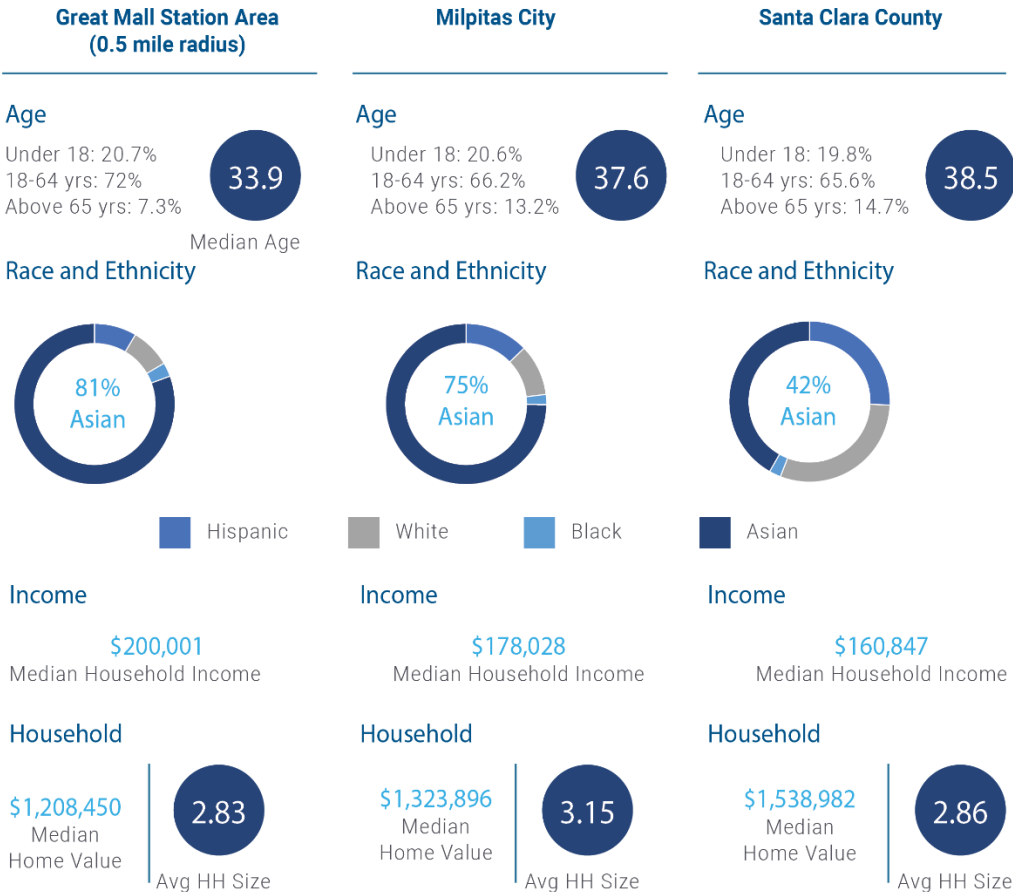 Great Mall Station Area
(0.5 mile radius)
Milpitas City
Santa Clara County
Age
Under 18: 20.7%
18-64 yrs: 72%
Above 65 yrs: 7.3%
33.9
Median Age
Age
Under 18: 20.6%
18-64 yrs: 66.2%
Above 65 yrs: 13.2%
37.6
Age
Under 18: 19.8%
18-64 yrs: 65.6%
Above 65 yrs: 14.7%
38.5
Race and Ethnicity
81%
Asian
Race and Ethnicity
75%
Asian
Race and Ethnicity
42%
Asian
Hispanic
White
Black
Asian
Income
$200,001
Median Household Income
Income
$178,028
Median Household Income
Income
$160,847
Median Household Income
Household
$1,208,450
Median
Home Value
2.83
Avg HH Size
Household
$1,323,896
Median
Home Value
3.15
Avg HH Size
Household
$1,538,982
Median
Home Value
2.86
Avg HH Size